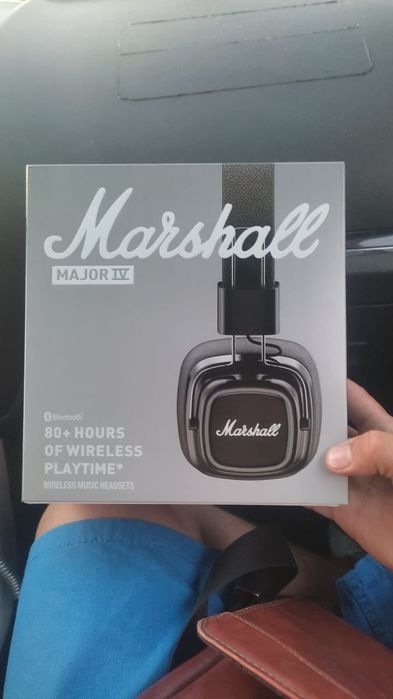 Marshall
MAJOR IV
Bluetooth
80+ HOURS
OF WIRELESS
PLAYTIME*
WIRELESS MUSIC HEADSETS
Marshall